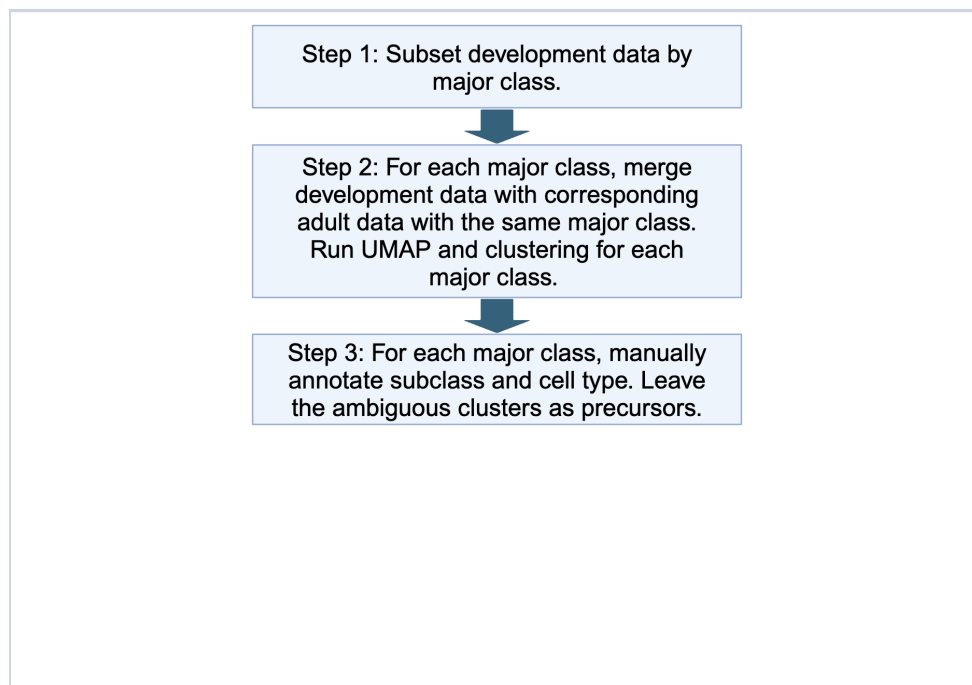 Step 1: Subset development data by
major class.
Step 2: For each major class, merge
development data with corresponding
adult data with the same major class.
Run UMAP and clustering for each
major class.
Step 3: For each major class, manually
annotate subclass and cell type. Leave
the ambiguous clusters as precursors.